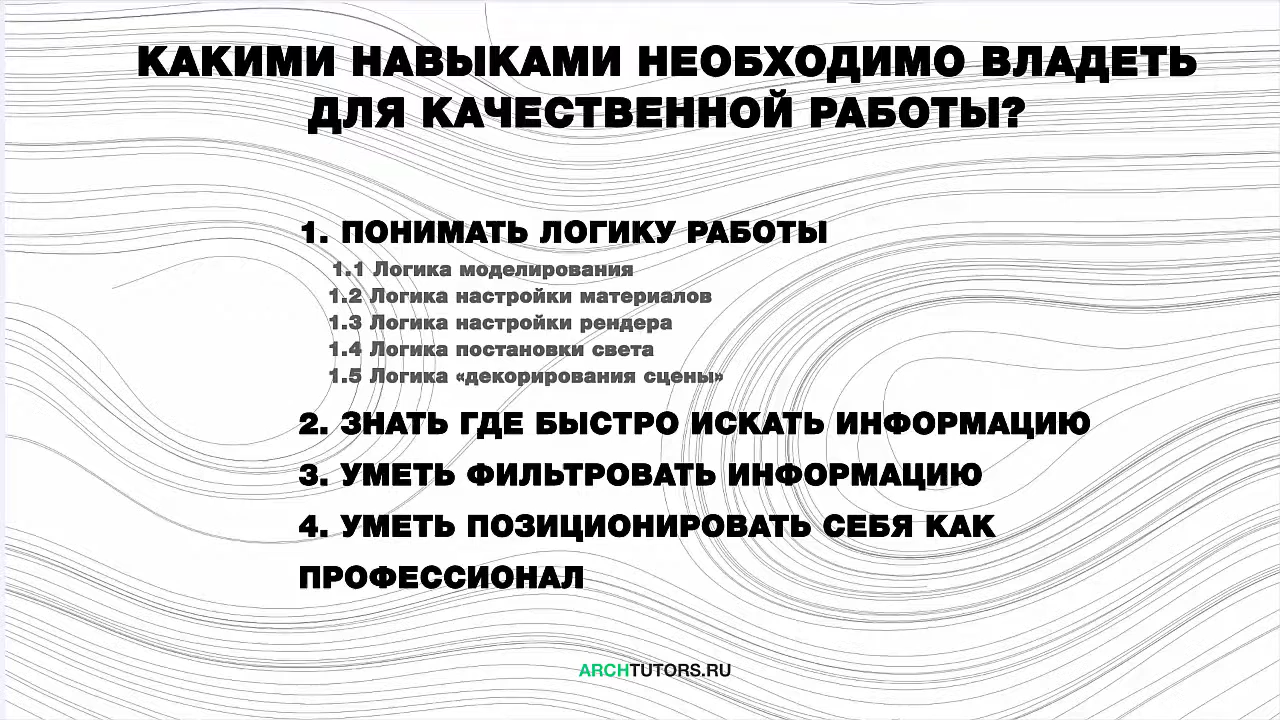 КАКИМИ НАВЫКАМИ НЕОБХОДИМО ВЛАДЕТЬ
ДЛЯ КАЧЕСТВЕННОЙ РАБОТЫ?
1. ПОНИМАТЬ ЛОГИКУ РАБОТЫ
1.1 Логика моделирования
1.2 Логика настройки материалов
1.3 Логика настройки рендера
1.4 Логика постановки света
1.5 Логика «декорирования сцены»
2. ЗНАТЬ ГДЕ БЫСТРО ИСКАТЬ ИНФОРМАЦИЮ
3. УМЕТЬ ФИЛЬТРОВАТЬ ИНФОРМАЦИЮ
4. УМЕТЬ ПОЗИЦИОНИРОВАТЬ СЕБЯ КАК
ПРОФЕССИОНАЛ
ARCHTUTORS.RU